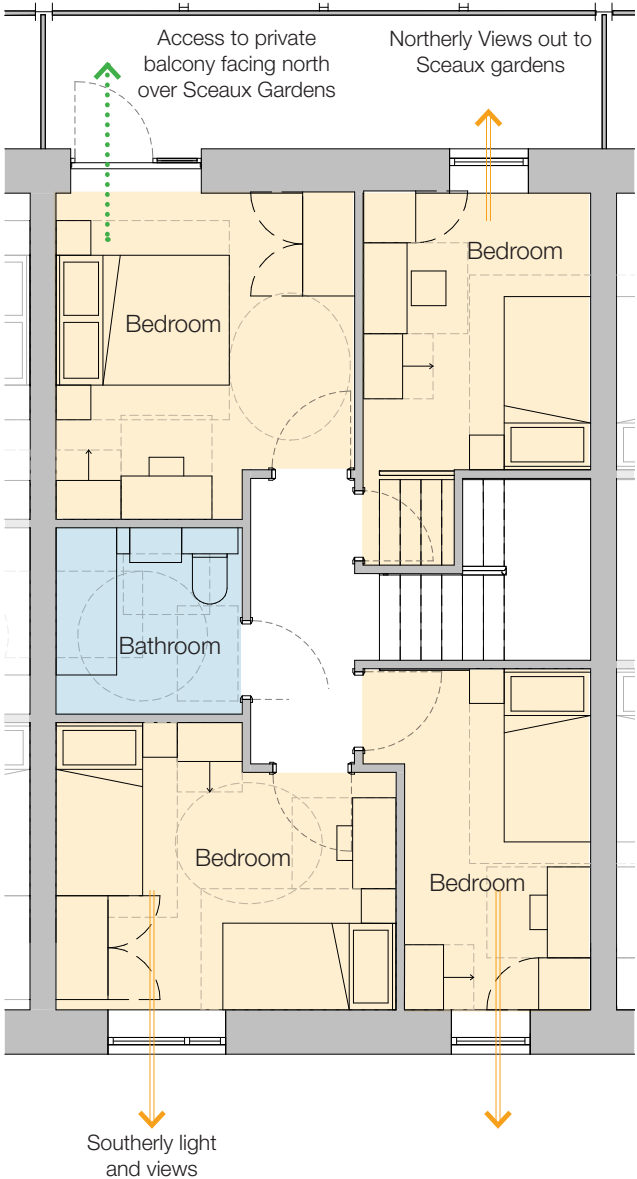 Access to private
balcony facing north
over Sceaux Gardens
Northerly Views out to
Sceaux gardens
Bedroom
Bedroom
Bathroom
Bedroom
Bedroom
Southerly light
and views